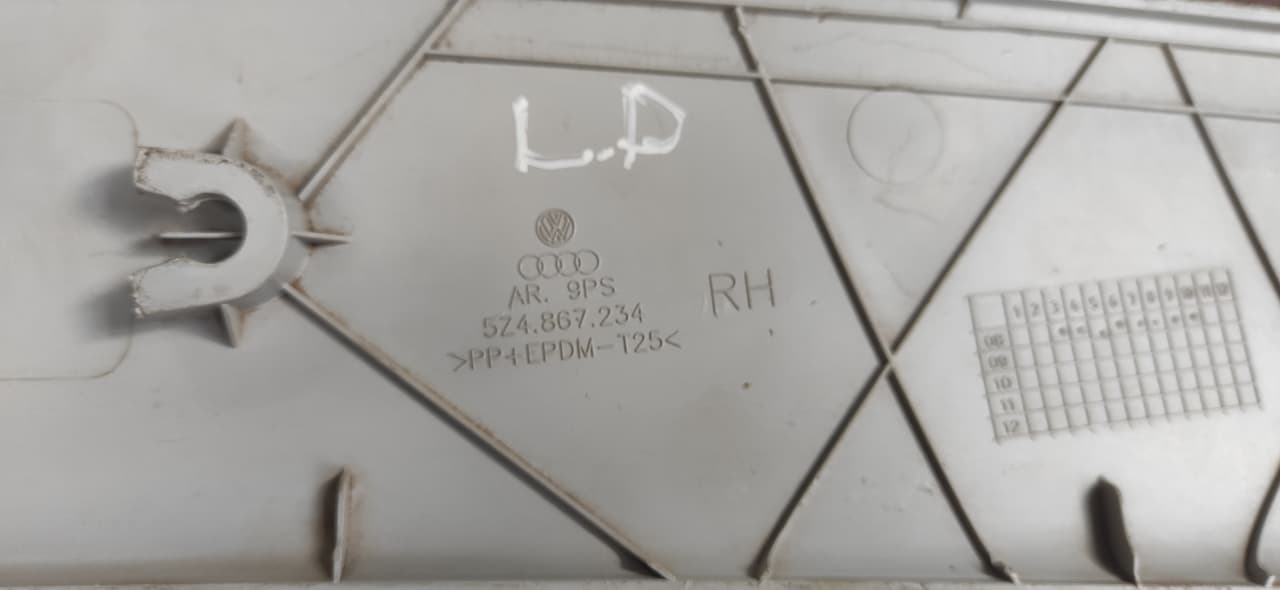 L.D
AR. 9PS
5Z4.867.234
>PP+EPDM-T25<
RH
1 2 3 4 5 6 7 8 9 10 11 12
08
09
10
11
12